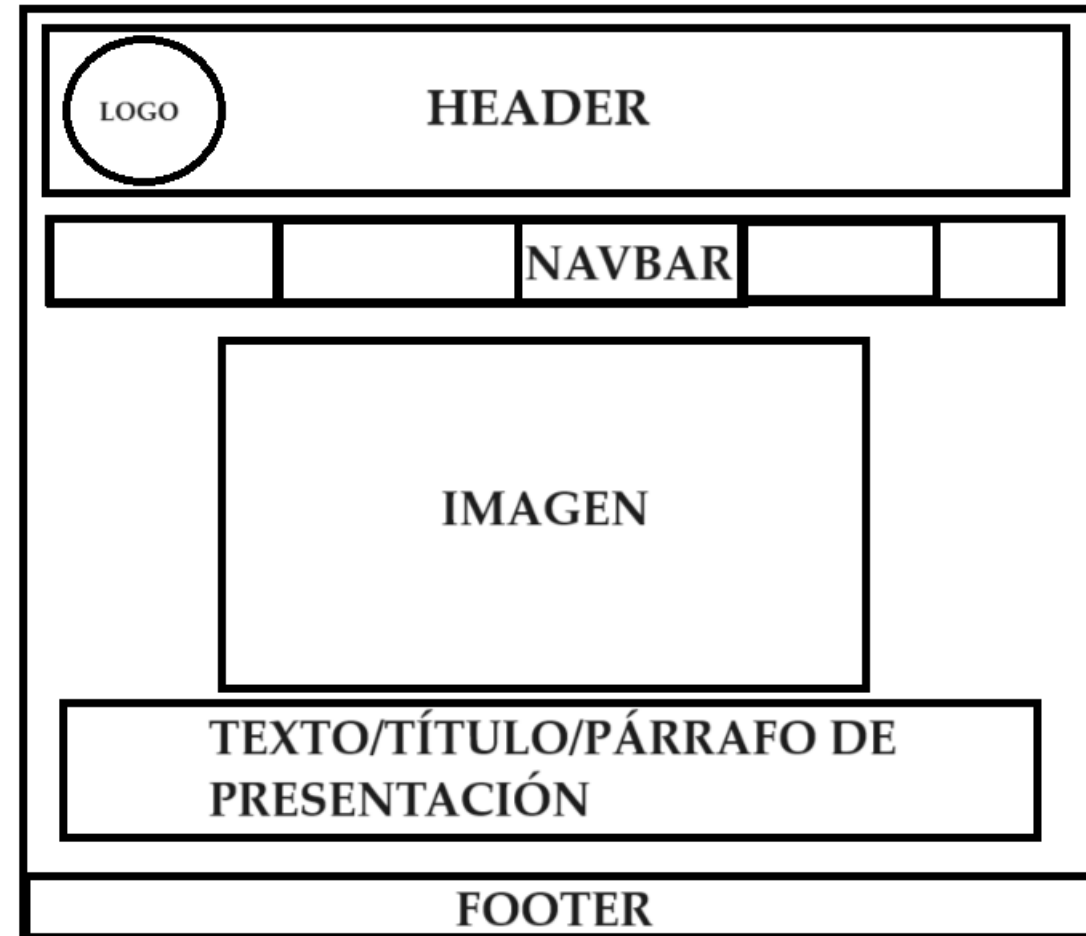 LOGO
HEADER
NAVBAR
IMAGEN
TEXTO/TÍTULO/PÁRRAFO DE
PRESENTACIÓN
FOOTER